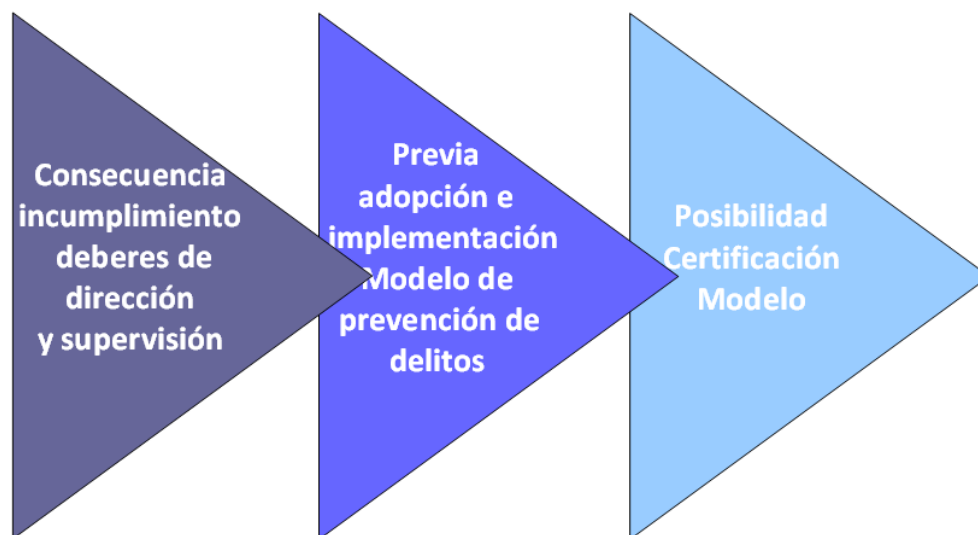 Consecuencia
incumplimiento
deberes de
dirección
y supervisión
Previa
adopción e
implementación
Modelo de
prevención de
delitos
Posibilidad
Certificación
Modelo